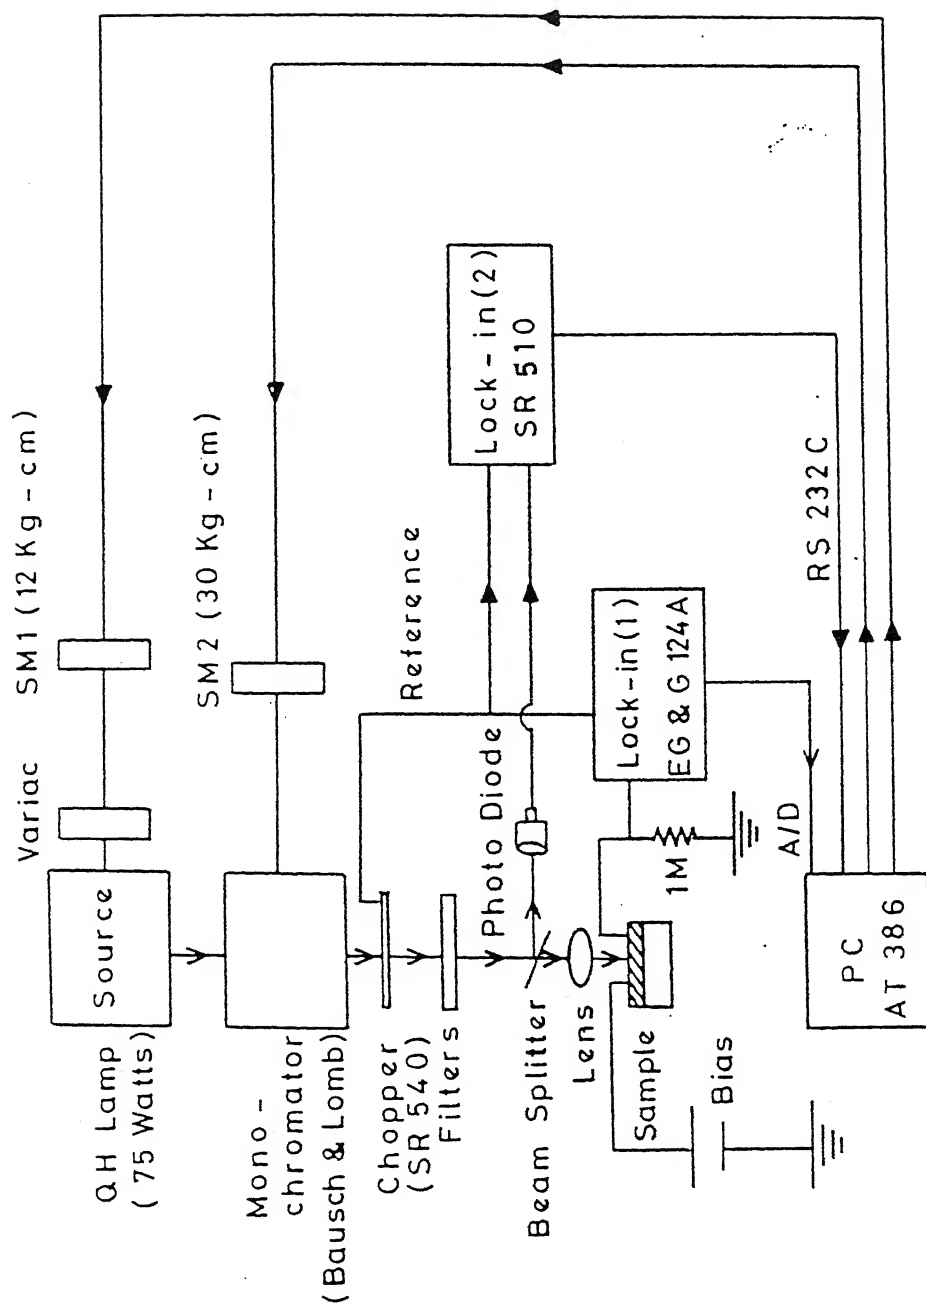 QH Lamp
(75 Watts)
Source
Variac
SM1 (12 Kg-cm)
Mono-
chromator
(Bausch & Lomb)
SM2 (30 Kg-cm)
Chopper
(SR 540)
Filters
Reference
Photo Diode
Beam Splitter
Lens
Lock-in(2)
SR 510
Lock-in(1)
EG & G 124A
1M
Sample
Bias
A/D
RS 232C
PC
AT 386